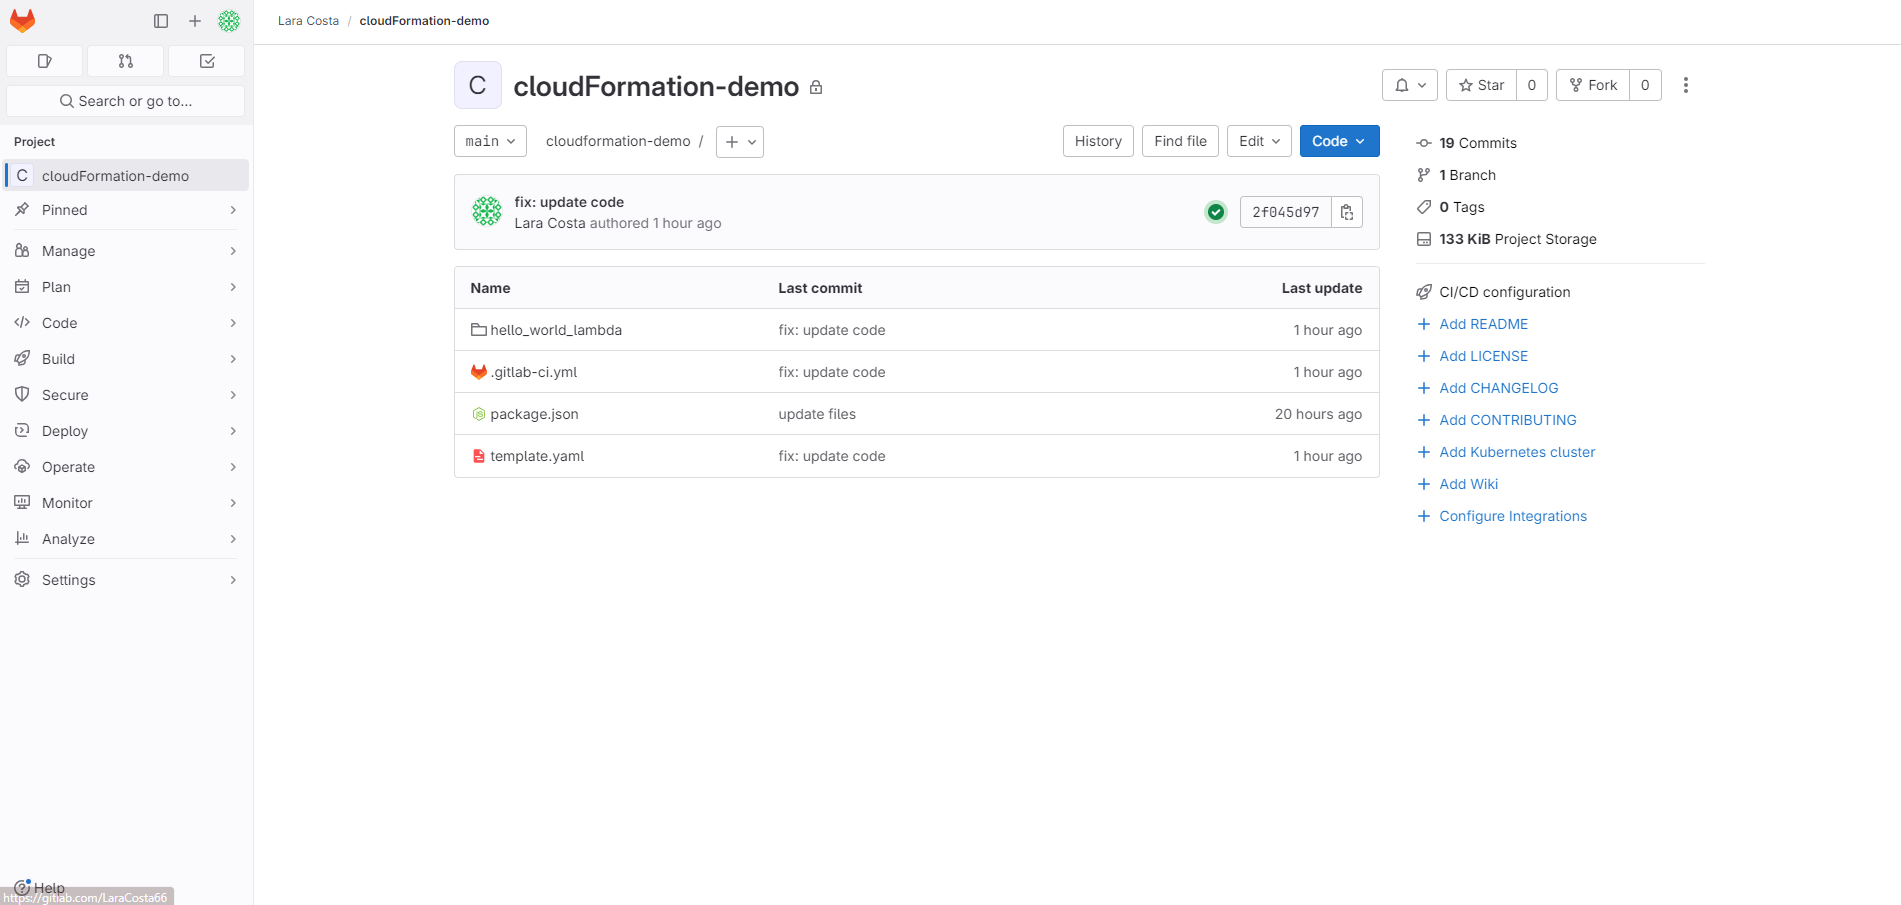 Lara Costa / cloudFormation-demo
Search or go to...
Project
C cloudFormation-demo
Pinned
Manage
Plan
Code
Build
Secure
Deploy
Operate
Monitor
Analyze
Settings
Help
https://gitlab.com/LaraCosta66
C cloudFormation-demo
Star 0
Fork 0
main
cloudformation-demo /
History
Find file
Edit
Code
fix: update code
Lara Costa authored 1 hour ago
2f045d97
Name Last commit Last update
hello_world_lambda fix: update code 1 hour ago
.gitlab-ci.yml fix: update code 1 hour ago
package.json update files 20 hours ago
template.yaml fix: update code 1 hour ago
19 Commits
1 Branch
0 Tags
133 KiB Project Storage
CI/CD configuration
Add README
Add LICENSE
Add CHANGELOG
Add CONTRIBUTING
Add Kubernetes cluster
Add Wiki
Configure Integrations